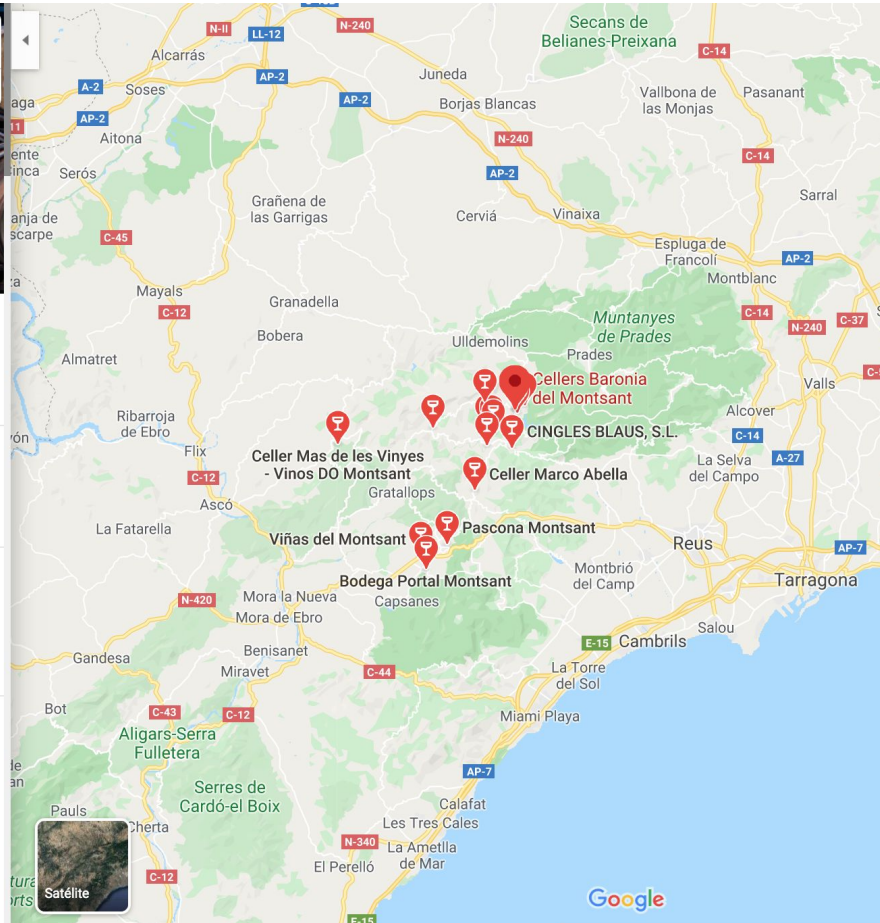 N-II
LL-12
N-240
Secans de
Belianes-Preixana
C-14
Alcarrás
Juneda
AP-2
A-2
Soses
AP-2
Borjas Blancas
Vallbona de
las Monjas
Pasanant
AP-2
11
Aitona
N-240
C-14
Serós
AP-2
Sarral
Grañena de
las Garrigas
Cerviá
Vinaixa
C-45
Espluga de
Francolí
AP-2
Montblanc
Mayals
C-12
Granadella
C-14
N-240
C-37
Muntanyes
de Prades
Bobera
Ulldemolins
Prades
Almatret
Cellers Baronia
del Montsant
Valls
Alcover
Ribarroja
de Ebro
CINGLES BLAUS, S.L.
C-14
Flix
Celler Mas de les Vinyes
- Vinos DO Montsant
A-27
La Selva
del Campo
Celler Marco Abella
C-12
Gratallops
Ascó
La Fatarella
Viñas del Montsant
Pascona Montsant
Reus
AP-7
Bodega Portal Montsant
Montbrió
del Camp
Tarragona
N-420
Mora la Nueva
Capsanes
Mora de Ebro
Salou
E-15
Cambrils
Gandesa
Benisanet
Miravet
C-44
La Torre
del Sol
Bot
C-43
C-12
Miami Playa
Aligars-Serra
Fulletera
AP-7
Serres de
Cardó-el Boix
Pauls
Calafat
Les Tres Cales
Cherta
N-340
La Ametlla
de Mar
El Perelló
C-12
Satélite
Google
E-15